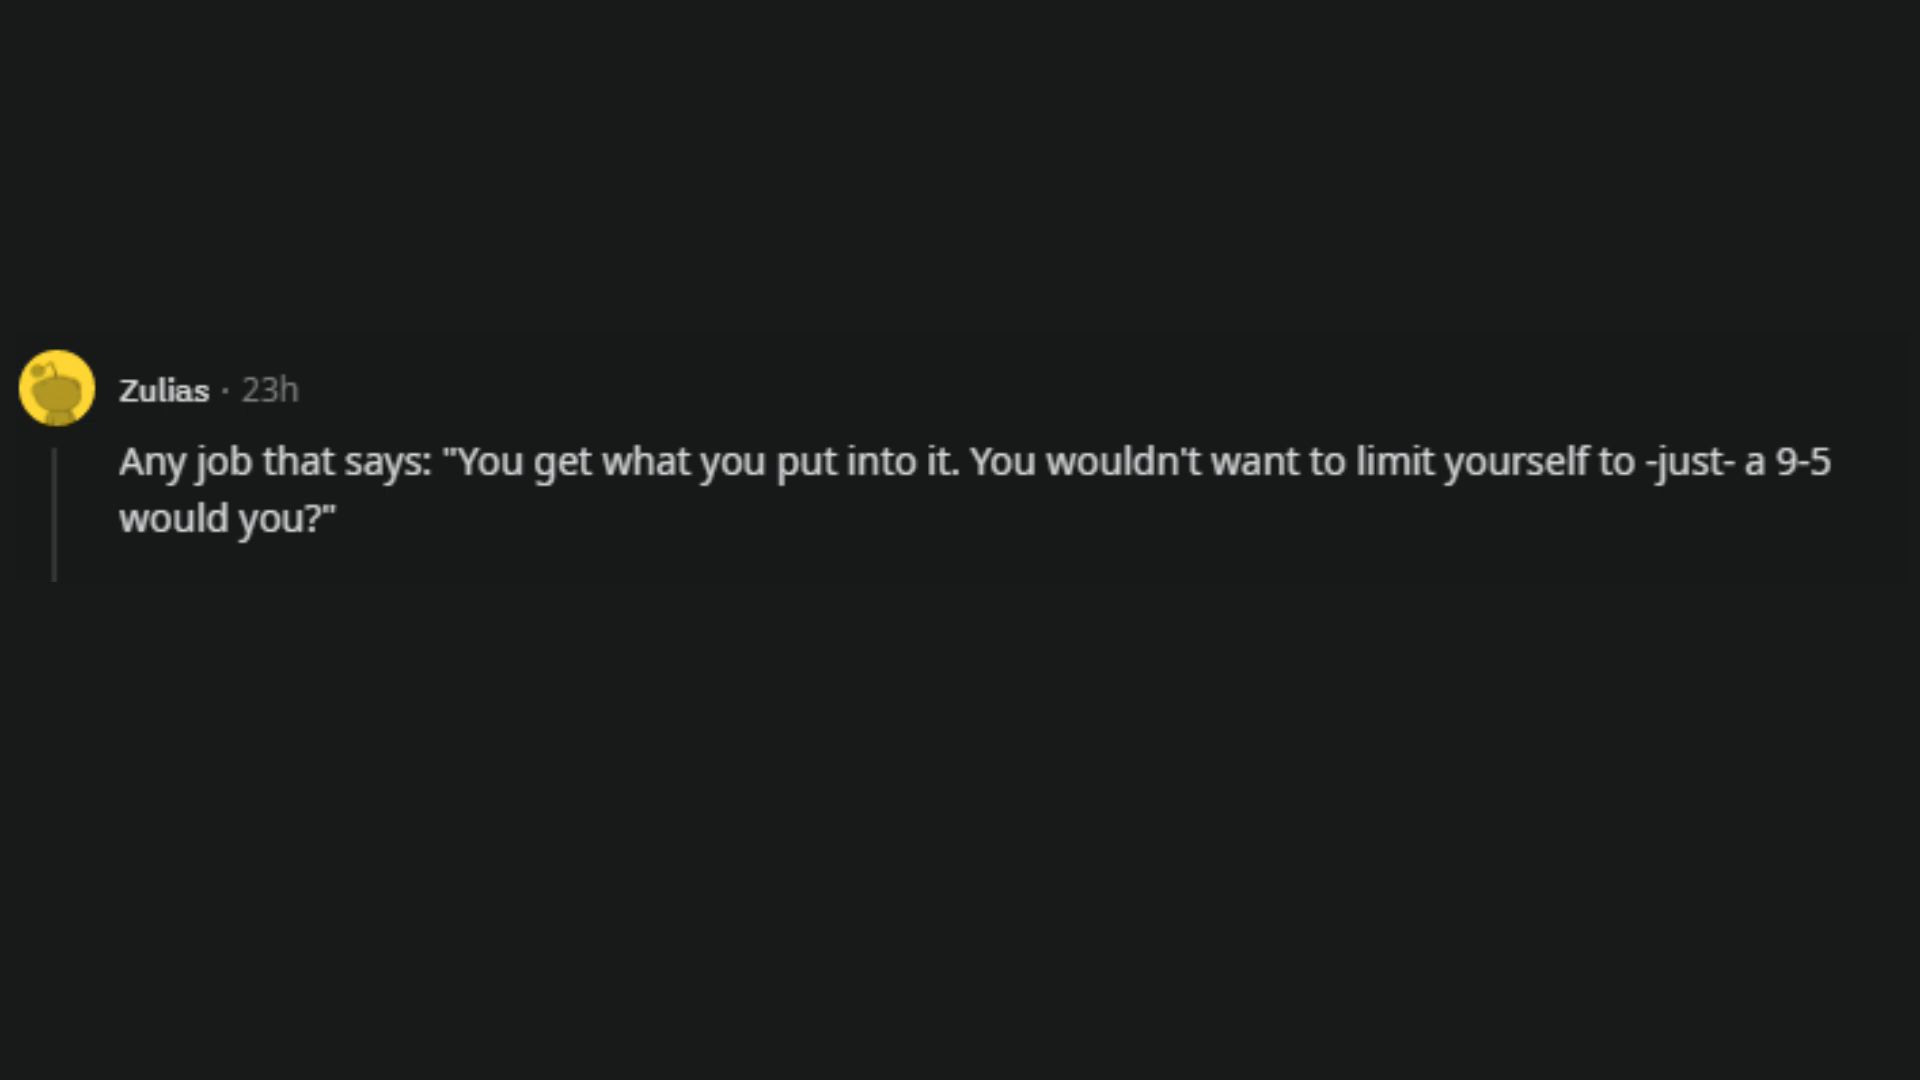 Zulias · 23h
Any job that says: "You get what you put into it. You wouldn't want to limit yourself to -just- a 9-5
would you?"